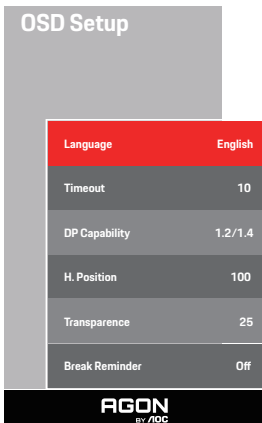 OSD Setup
Language English
Timeout 10
DP Capability 1.2/1.4
H. Position 100
Transparence 25
Break Reminder Off
AGON
BY AOC